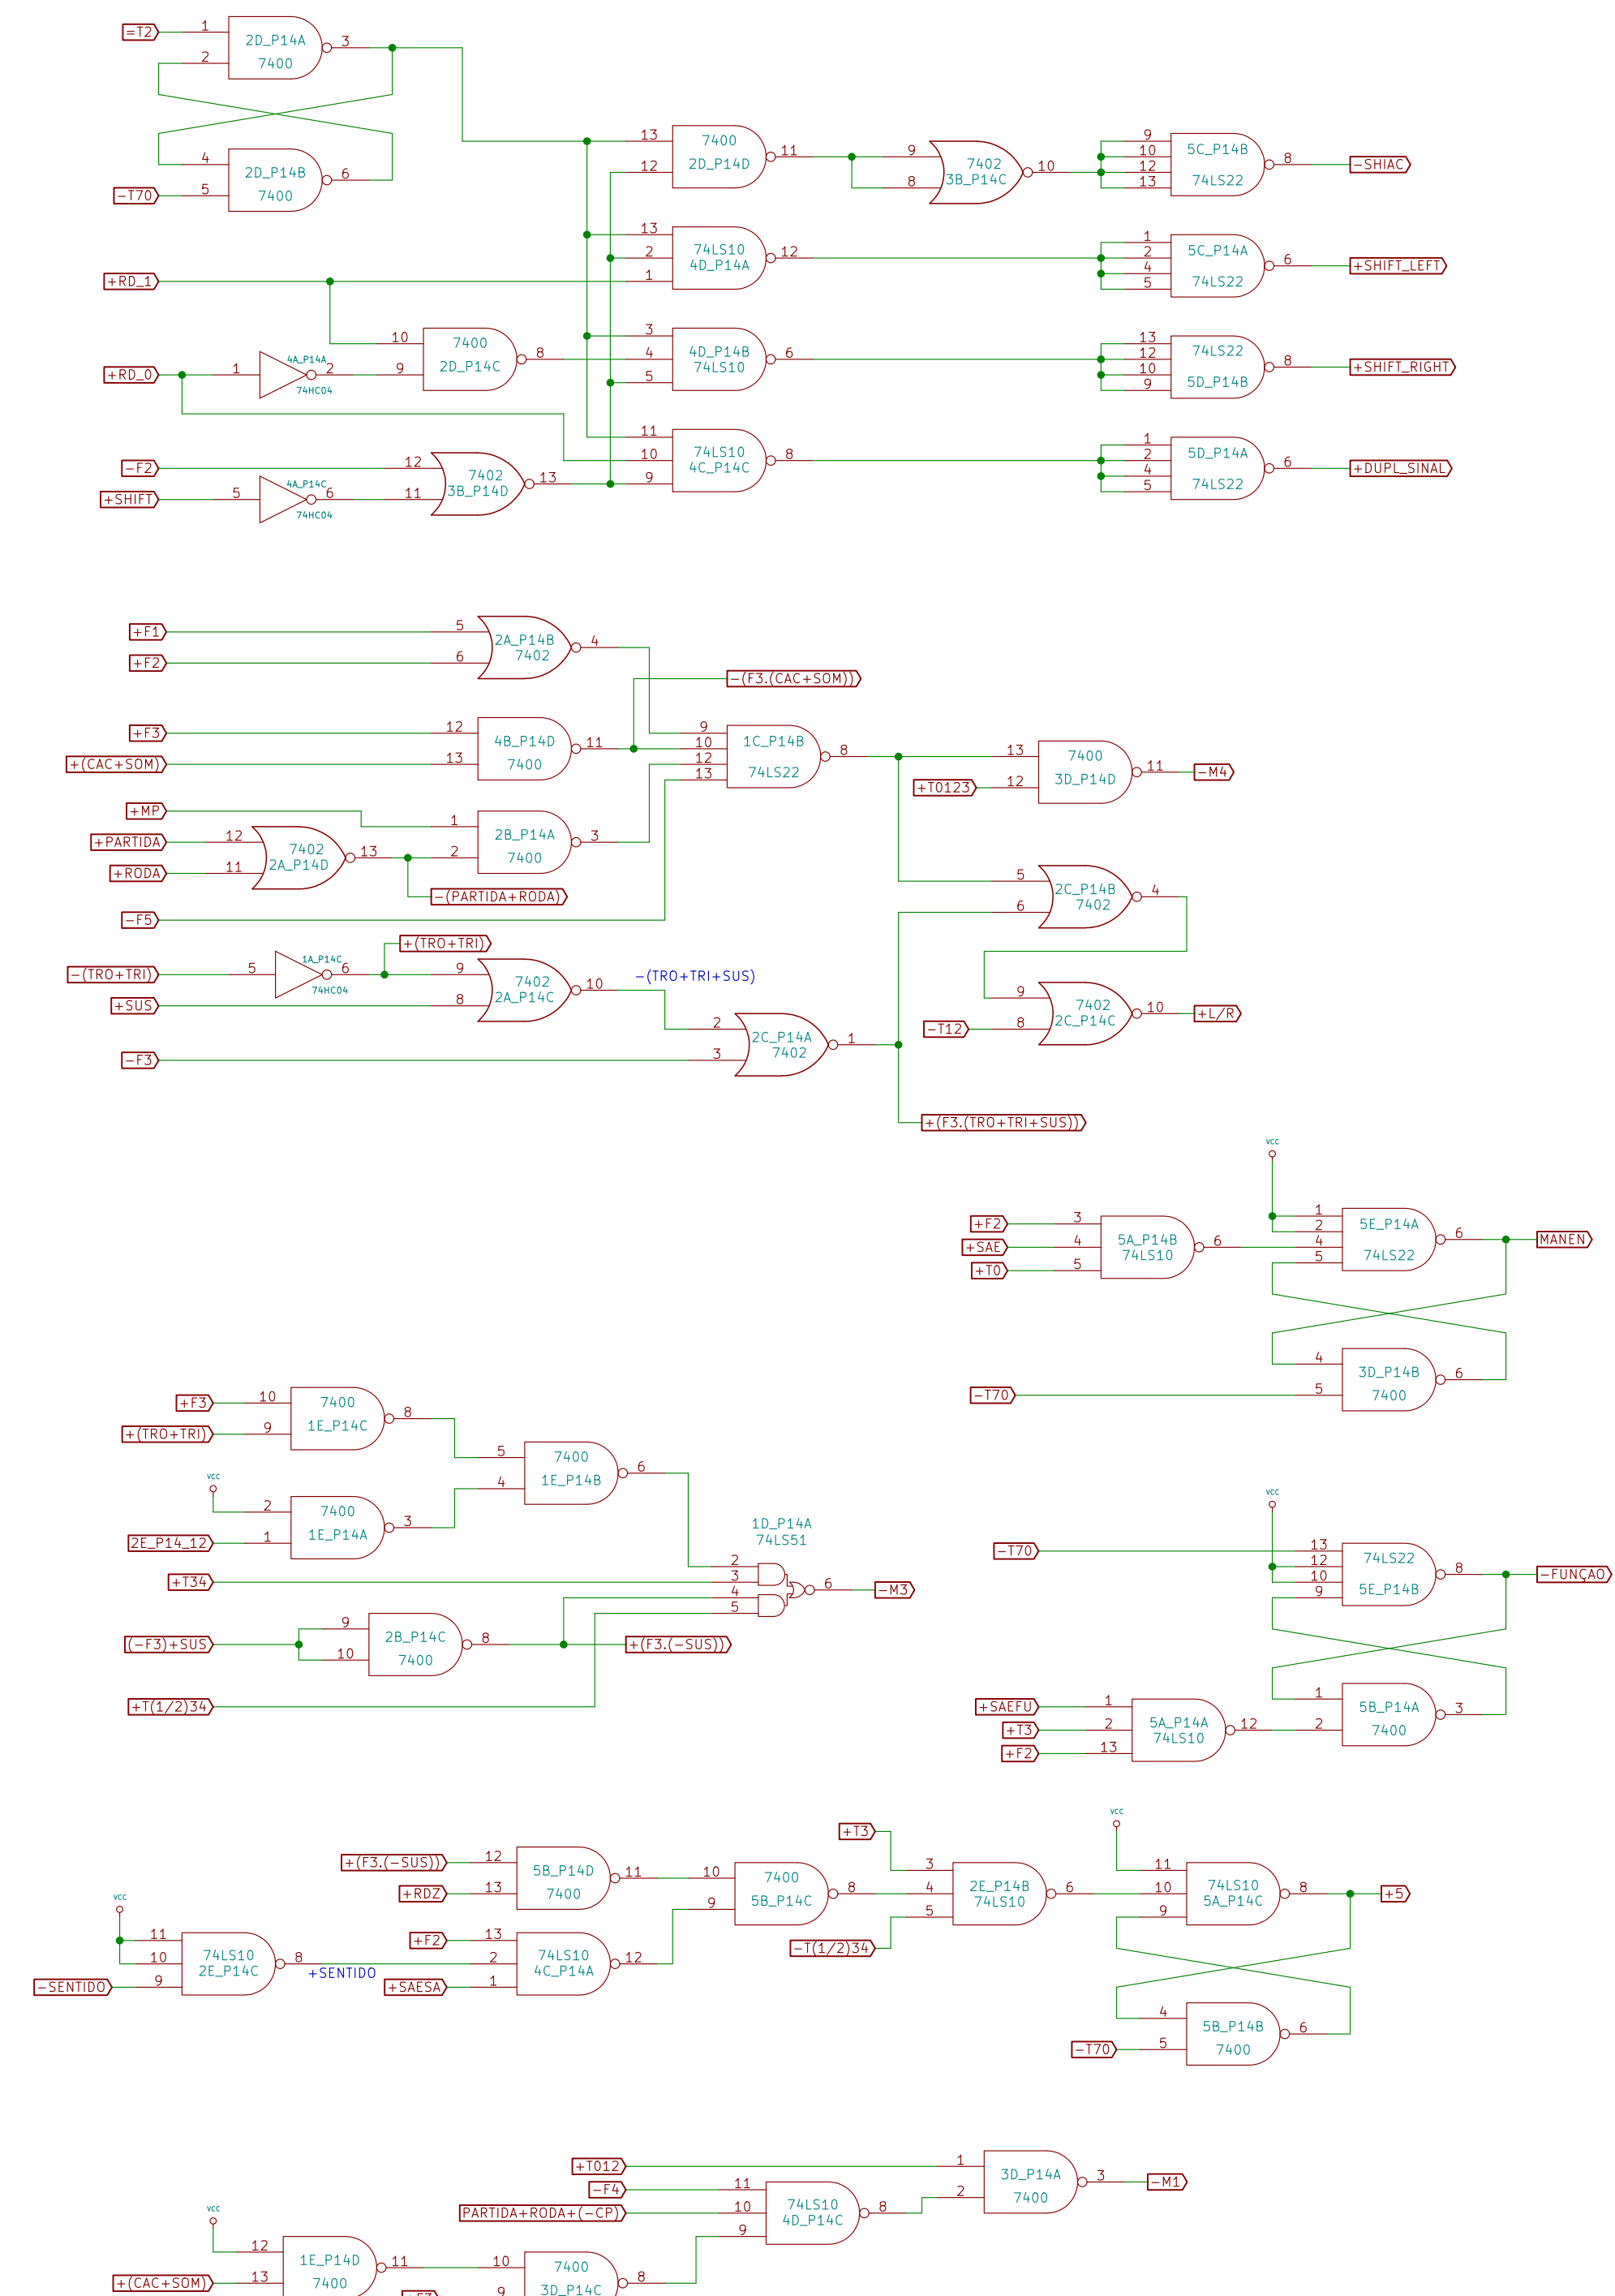 =T2
1
2
2D_P14A
7400
3
4
5
2D_P14B
7400
6
-T70
13
12
7400
2D_P14D
11
9
8
7402
3B_P14C
10
9
10
12
13
5C_P14B
74LS22
8
-SHIAC
13
2
1
74LS10
4D_P14A
12
1
2
4
5
5C_P14A
74LS22
6
+SHIFT_LEFT
+RD_1
10
9
7400
2D_P14C
8
3
4
5
4D_P14B
74LS10
6
13
12
10
9
74LS22
5D_P14B
8
+SHIFT_RIGHT
+RD_0
1
4A_P14A
2
74HC04
11
10
9
74LS10
4C_P14C
8
1
2
4
5
5D_P14A
74LS22
6
+DUPL_SINAL
-F2
12
+SHIFT
5
4A_P14C
6
74HC04
11
7402
3B_P14D
13
+F1
5
+F2
6
2A_P14B
7402
4
-(F3.(CAC+SOM))
+F3
12
+(CAC+SOM)
13
4B_P14D
7400
11
9
10
12
13
1C_P14B
74LS22
8
13
+T0123
12
7400
3D_P14D
11
-M4
+MP
1
2
2B_P14A
7400
3
+PARTIDA
12
+RODA
11
7402
2A_P14D
13
-(PARTIDA+RODA)
-F5
5
6
2C_P14B
7402
4
+(TRO+TRI)
-(TRO+TRI)
5
1A_P14C
6
74HC04
9
8
+SUS
7402
2A_P14C
10
-(TRO+TRI+SUS)
9
-T12
8
7402
2C_P14C
10
+L/R
-F3
2
3
2C_P14A
7402
1
+(F3.(TRO+TRI+SUS))
VCC
+F2
3
+SAE
4
+T0
5
5A_P14B
74LS10
6
1
2
4
5
5E_P14A
74LS22
6
MANEN
-T70
4
5
3D_P14B
7400
6
+F3
10
+(TRO+TRI)
9
7400
1E_P14C
8
VCC
2
2E_P14_12
1
7400
1E_P14A
3
5
4
7400
1E_P14B
6
1D_P14A
74LS51
+T34
2
3
4
5
6
-M3
(-F3)+SUS
9
10
2B_P14C
7400
8
+(F3.(-SUS))
+T(1/2)34
VCC
-T70
13
12
10
9
74LS22
5E_P14B
8
-FUNÇAO
+SAEFU
1
+T3
2
+F2
13
5A_P14A
74LS10
12
1
2
5B_P14A
7400
3
+(F3.(-SUS))
12
+RDZ
13
5B_P14D
7400
11
10
9
7400
5B_P14C
8
+T3
3
4
5
-T(1/2)34
2E_P14B
74LS10
6
VCC
11
10
9
74LS10
5A_P14C
8
+5
VCC
11
10
-SENTIDO
9
74LS10
2E_P14C
8
+SENTIDO
+F2
13
2
+SAESA
1
74LS10
4C_P14A
12
-T70
4
5
5B_P14B
7400
6
+T012
1
-F4
11
PARTIDA+RODA+(-CP)
10
9
74LS10
4D_P14C
8
2
3D_P14A
7400
3
-M1
VCC
12
+(CAC+SOM)
13
1E_P14D
7400
11
10
9
7400
3D_P14C
8